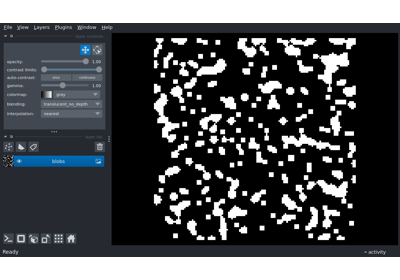 File View Layers Plugins Window Help
opacity: 1.00
contrast limits:
auto-contrast: once continuous
gamma: 1.00
colormap: gray
blending: translucent_no_depth
interpolation: nearest
blobs
Ready
activity